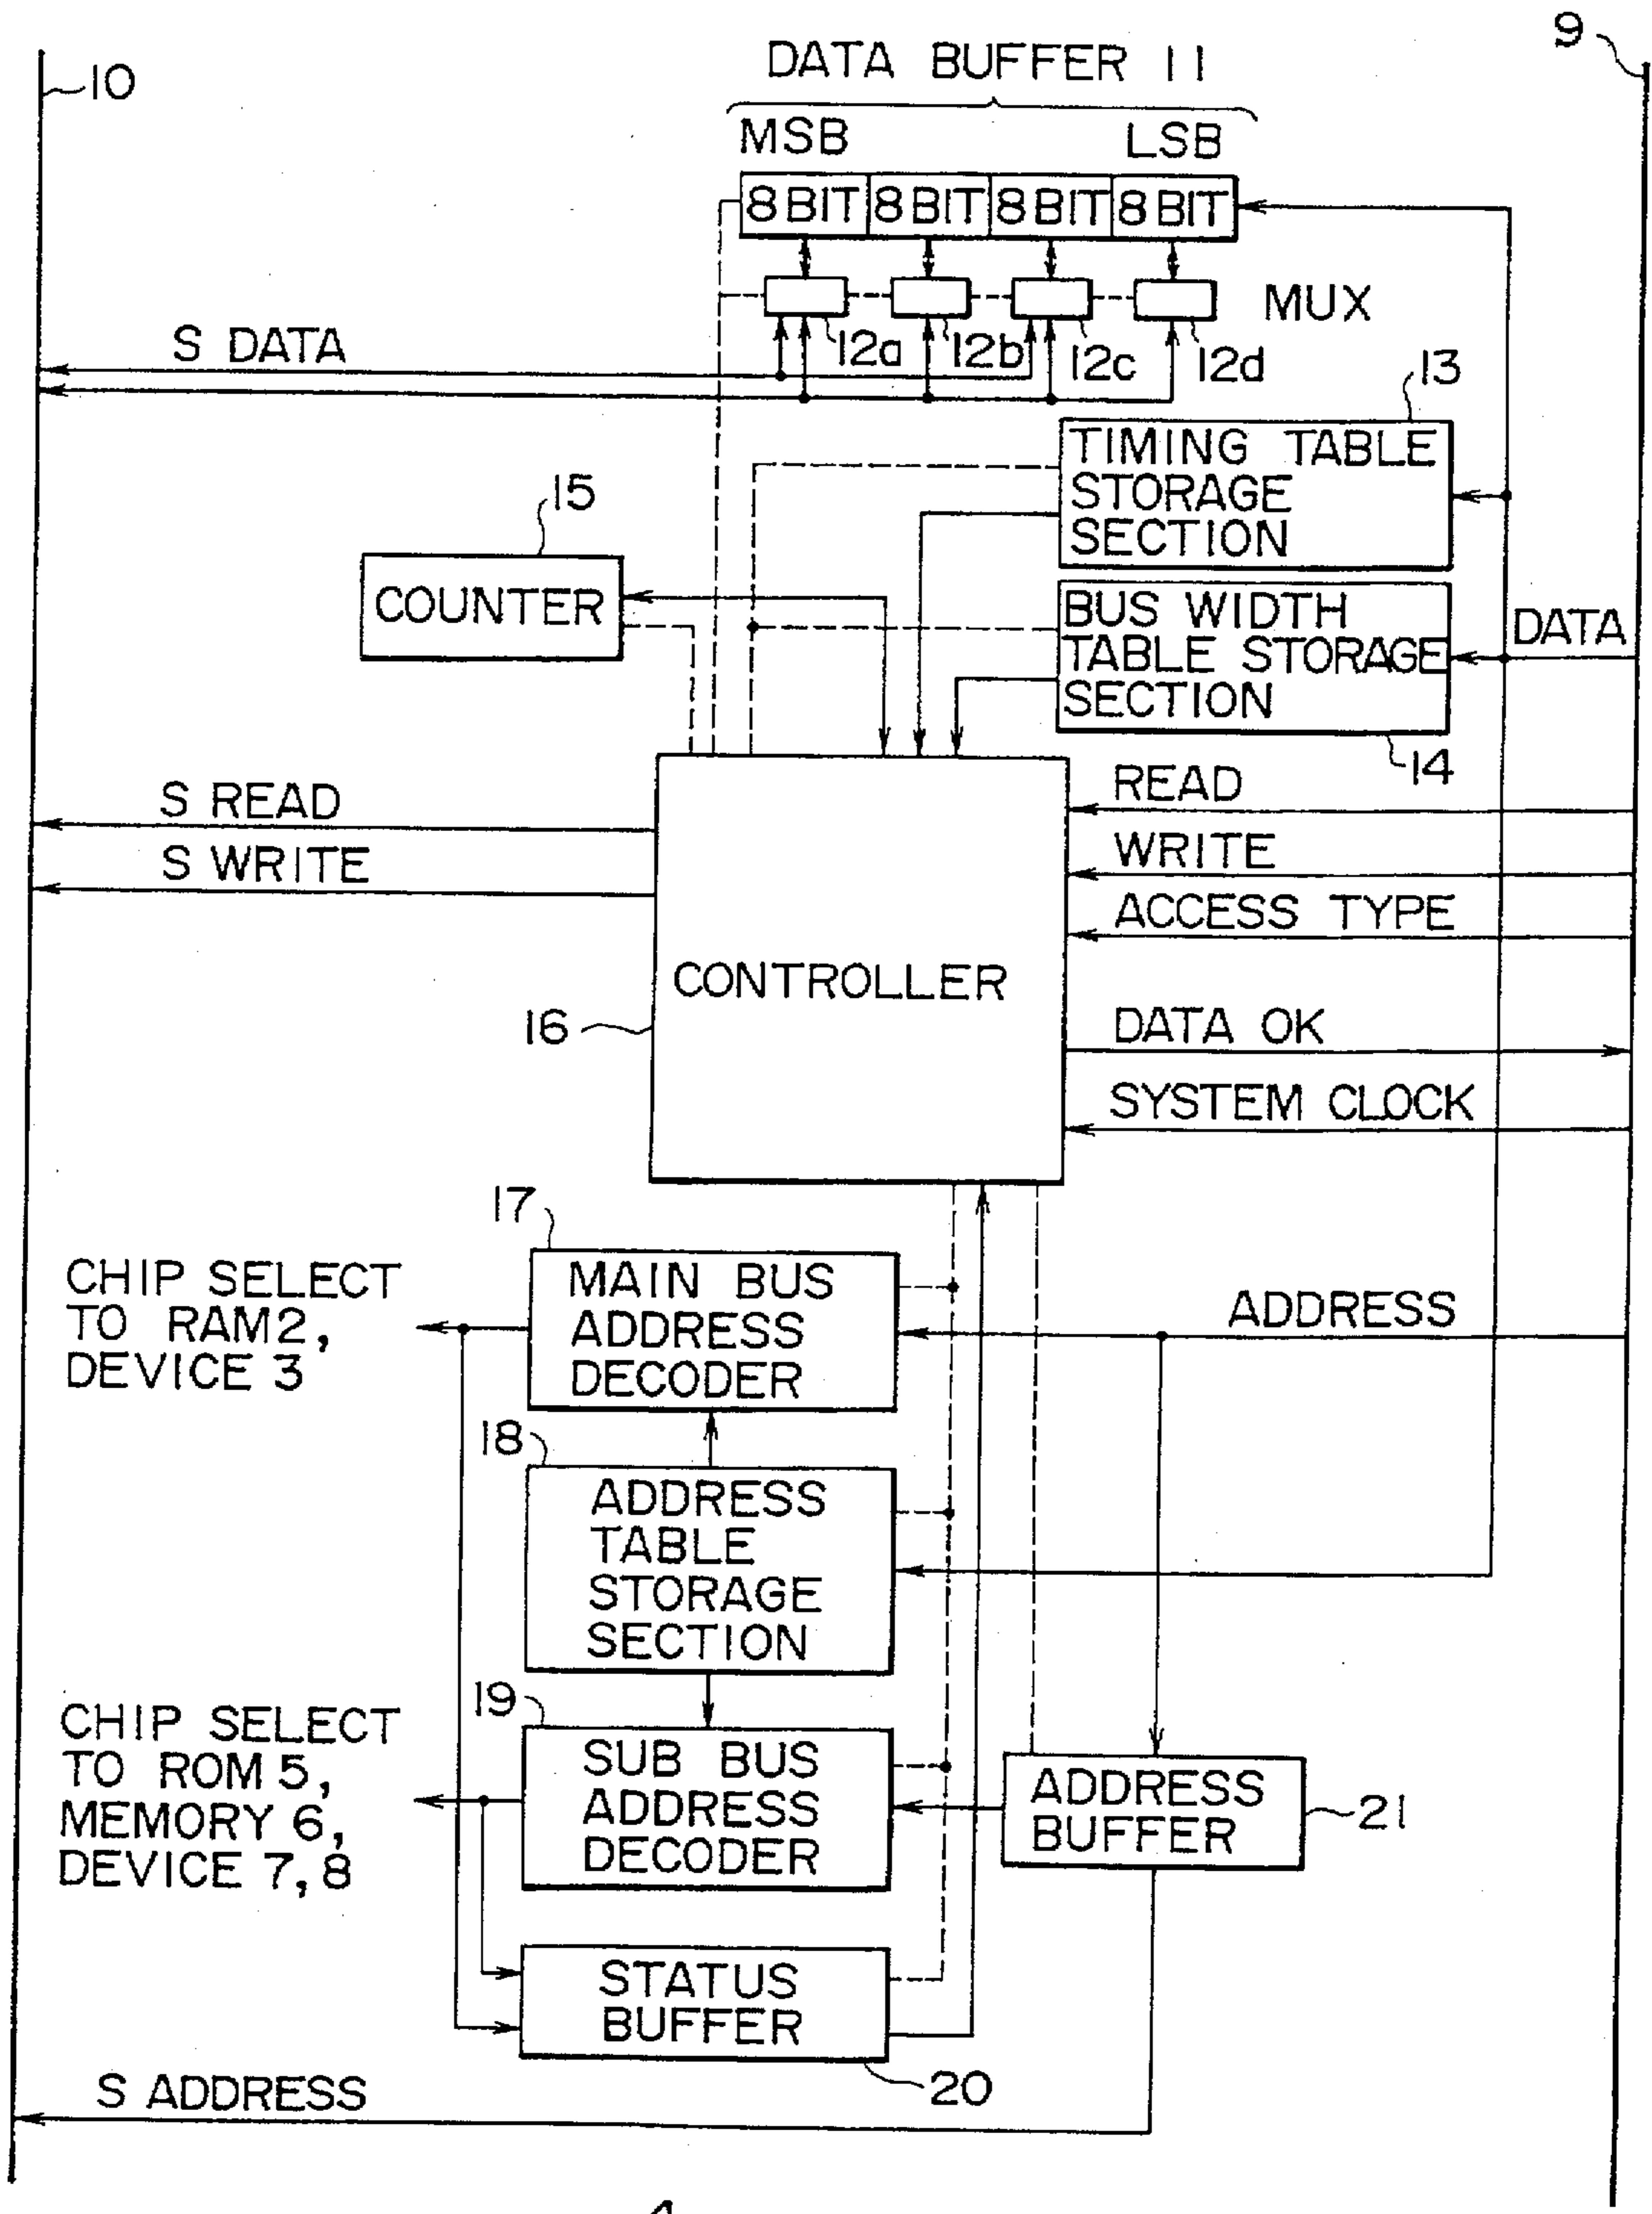 9
10
DATA BUFFER 11
MSB
LSB
8 BIT 8 BIT 8 BIT 8 BIT
MUX
12a
12b
12c
12d
S DATA
13
TIMING TABLE
STORAGE
SECTION
15
COUNTER
BUS WIDTH
TABLE STORAGE
SECTION
DATA
14
S READ
S WRITE
READ
WRITE
ACCESS TYPE
CONTROLLER
16
DATA OK
SYSTEM CLOCK
17
CHIP SELECT
TO RAM2,
DEVICE 3
MAIN BUS
ADDRESS
DECODER
ADDRESS
18
ADDRESS
TABLE
STORAGE
SECTION
19
CHIP SELECT
TO ROM 5,
MEMORY 6,
DEVICE 7,8
SUB BUS
ADDRESS
DECODER
ADDRESS
BUFFER
21
STATUS
BUFFER
20
S ADDRESS